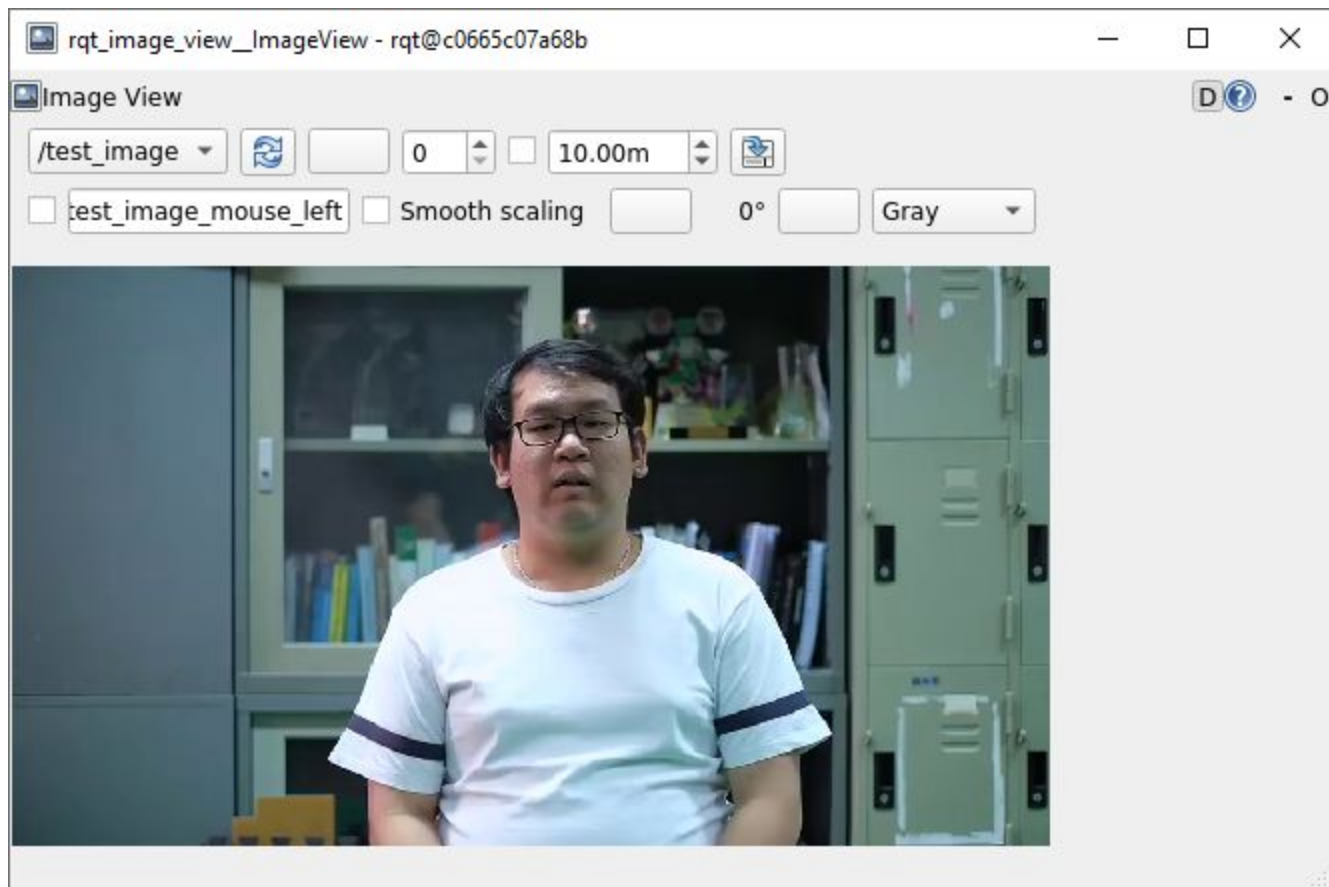 rqt_image_view__ImageView - rqt@c0665c07a68b
Image View
D
- O
/test_image
0
10.00m
test_image_mouse_left
Smooth scaling
0°
Gray